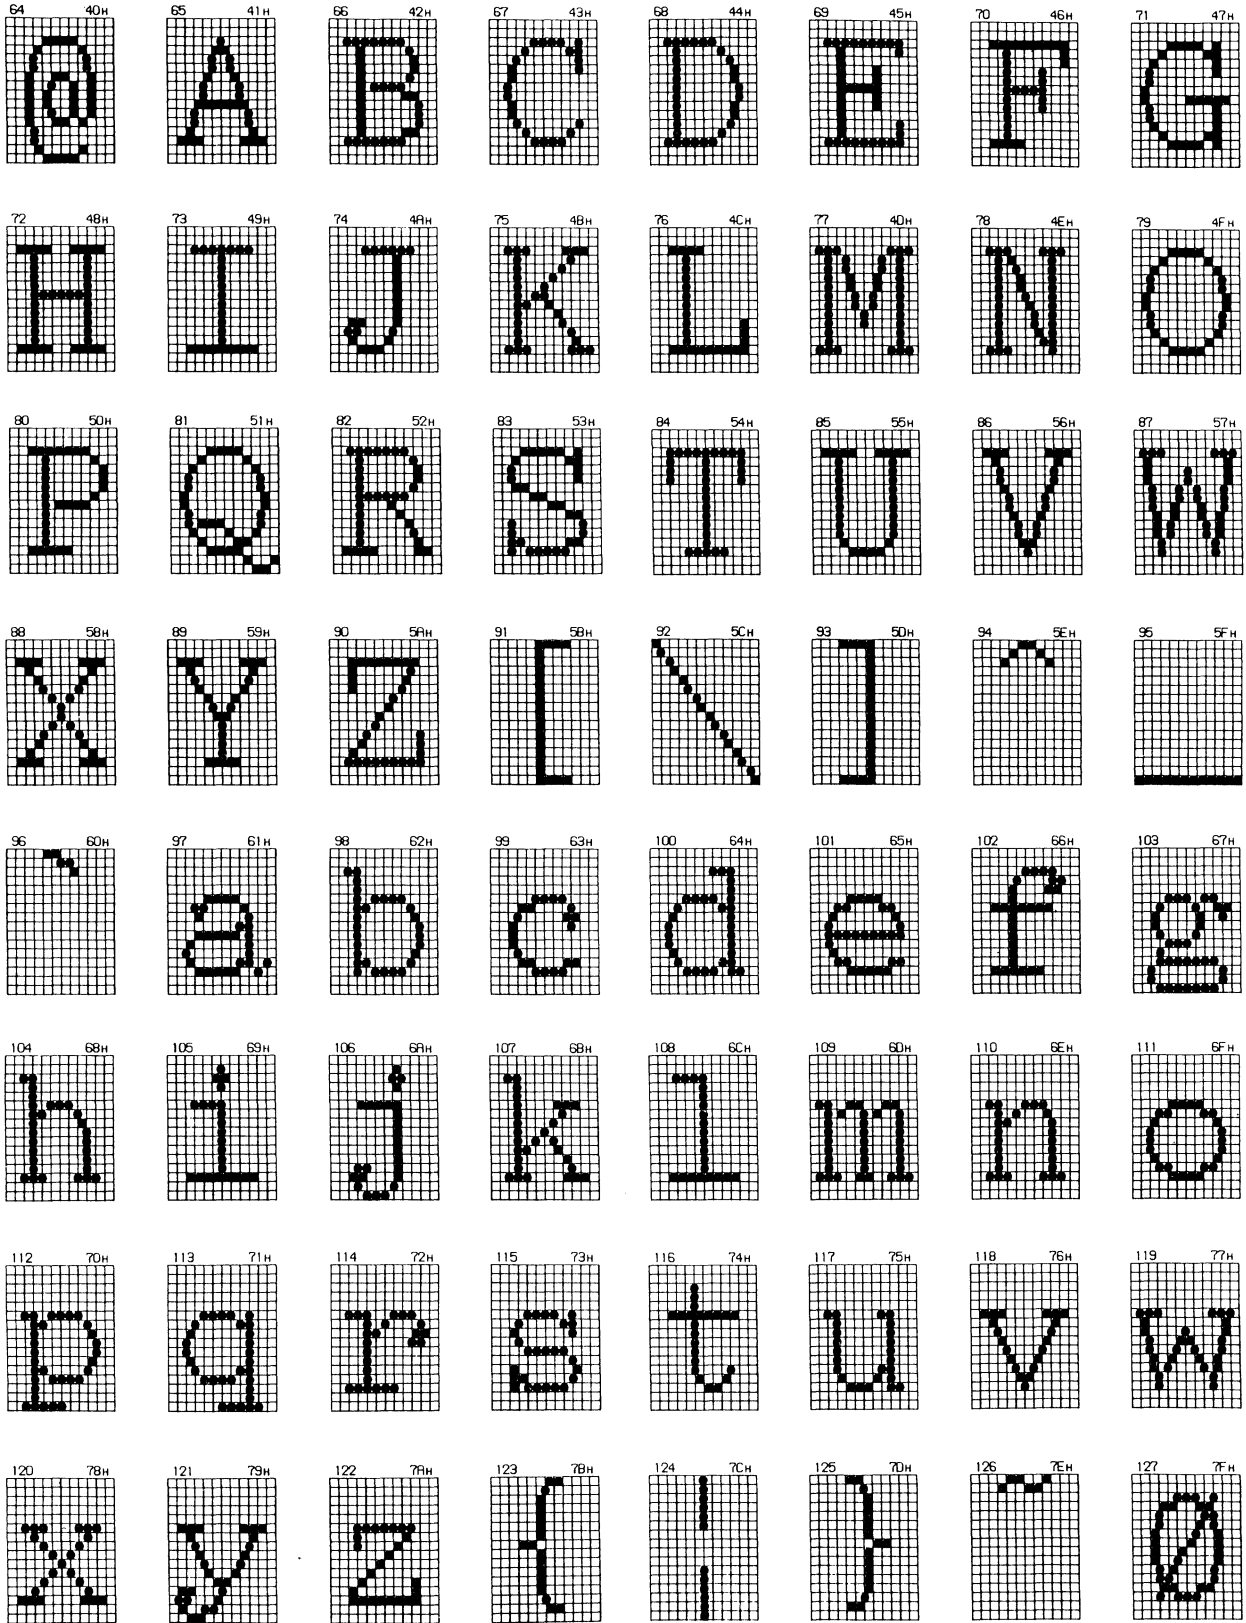 64 40H 65 41H 66 42H 67 43H 68 44H 69 45H 70 46H 71 47H
@ A B C D E F G
72 48H 73 49H 74 4AH 75 4BH 76 4CH 77 4DH 78 4EH 79 4FH
H I J K L M N O
80 50H 81 51H 82 52H 83 53H 84 54H 85 55H 86 56H 87 57H
P Q R S T U V W
88 58H 89 59H 90 5AH 91 5BH 92 5CH 93 5DH 94 5EH 95 5FH
X Y Z [ \ ] ^ _
96 60H 97 61H 98 62H 99 63H 100 64H 101 65H 102 66H 103 67H
` a b c d e f g
104 68H 105 69H 106 6AH 107 6BH 108 6CH 109 6DH 110 6EH 111 6FH
h i j k l m n o
112 70H 113 71H 114 72H 115 73H 116 74H 117 75H 118 76H 119 77H
p q r s t u v w
120 78H 121 79H 122 7AH 123 7BH 124 7CH 125 7DH 126 7EH 127 7FH
x y z { ¦ } ~ 0